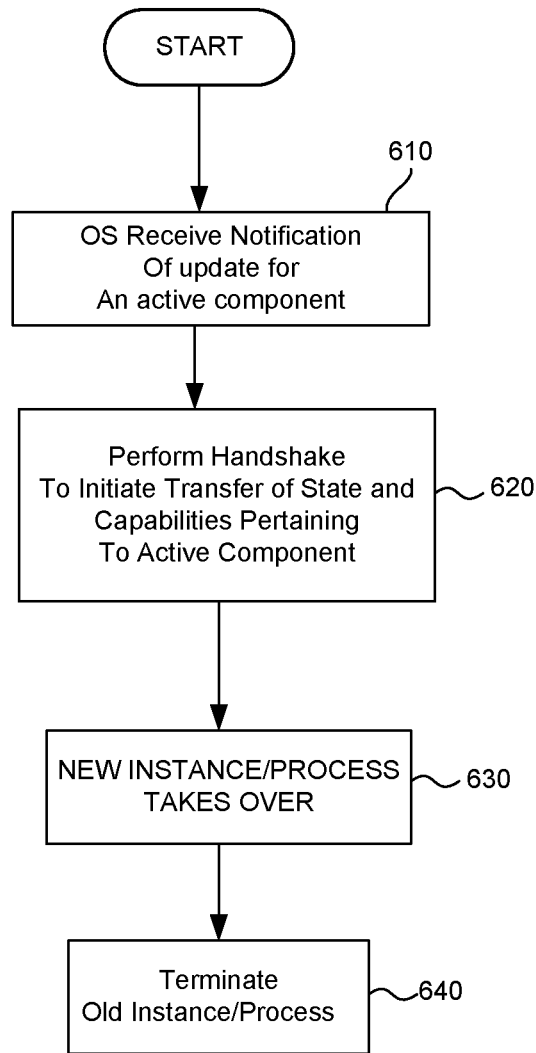 START
610
OS Receive Notification
Of update for
An active component
Perform Handshake
To Initiate Transfer of State and
Capabilities Pertaining
To Active Component
620
NEW INSTANCE/PROCESS
TAKES OVER
630
Terminate
Old Instance/Process
640